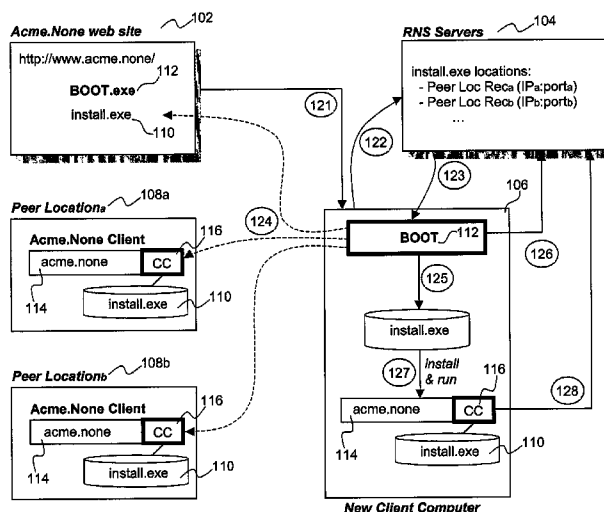 Acme.None web site
102
http://www.acme.none/
BOOT.exe
112
install.exe
110
RNS Servers
104
install.exe locations:
- Peer Loc Reca (IPa:porta)
- Peer Loc Recb (IPb:portb)
...
121
122
123
106
Peer Locationa
108a
116
124
Acme.None Client
acme.none
CC
114
install.exe
110
BOOT
112
126
125
install.exe
127
install
& run
116
128
acme.none
CC
114
install.exe
110
New Client Computer
Peer Locationb
108b
116
Acme.None Client
acme.none
CC
114
install.exe
110